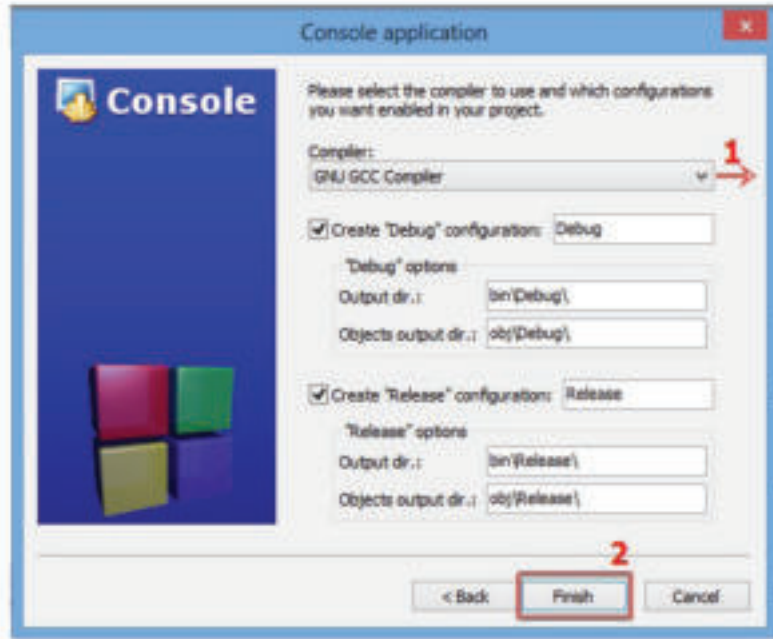 Console application
x
Console
Please select the compiler to use and which configurations
you want enabled in your project.
Compiler:
1
GNU GCC Compiler
Create "Debug" configuration: Debug
"Debug" options
Output dir.: bin\Debug\
Objects output dir.: obj\Debug\
Create "Release" configuration: Release
"Release" options
Output dir.: bin\Release\
Objects output dir.: obj\Release\
2
< Back Finish Cancel